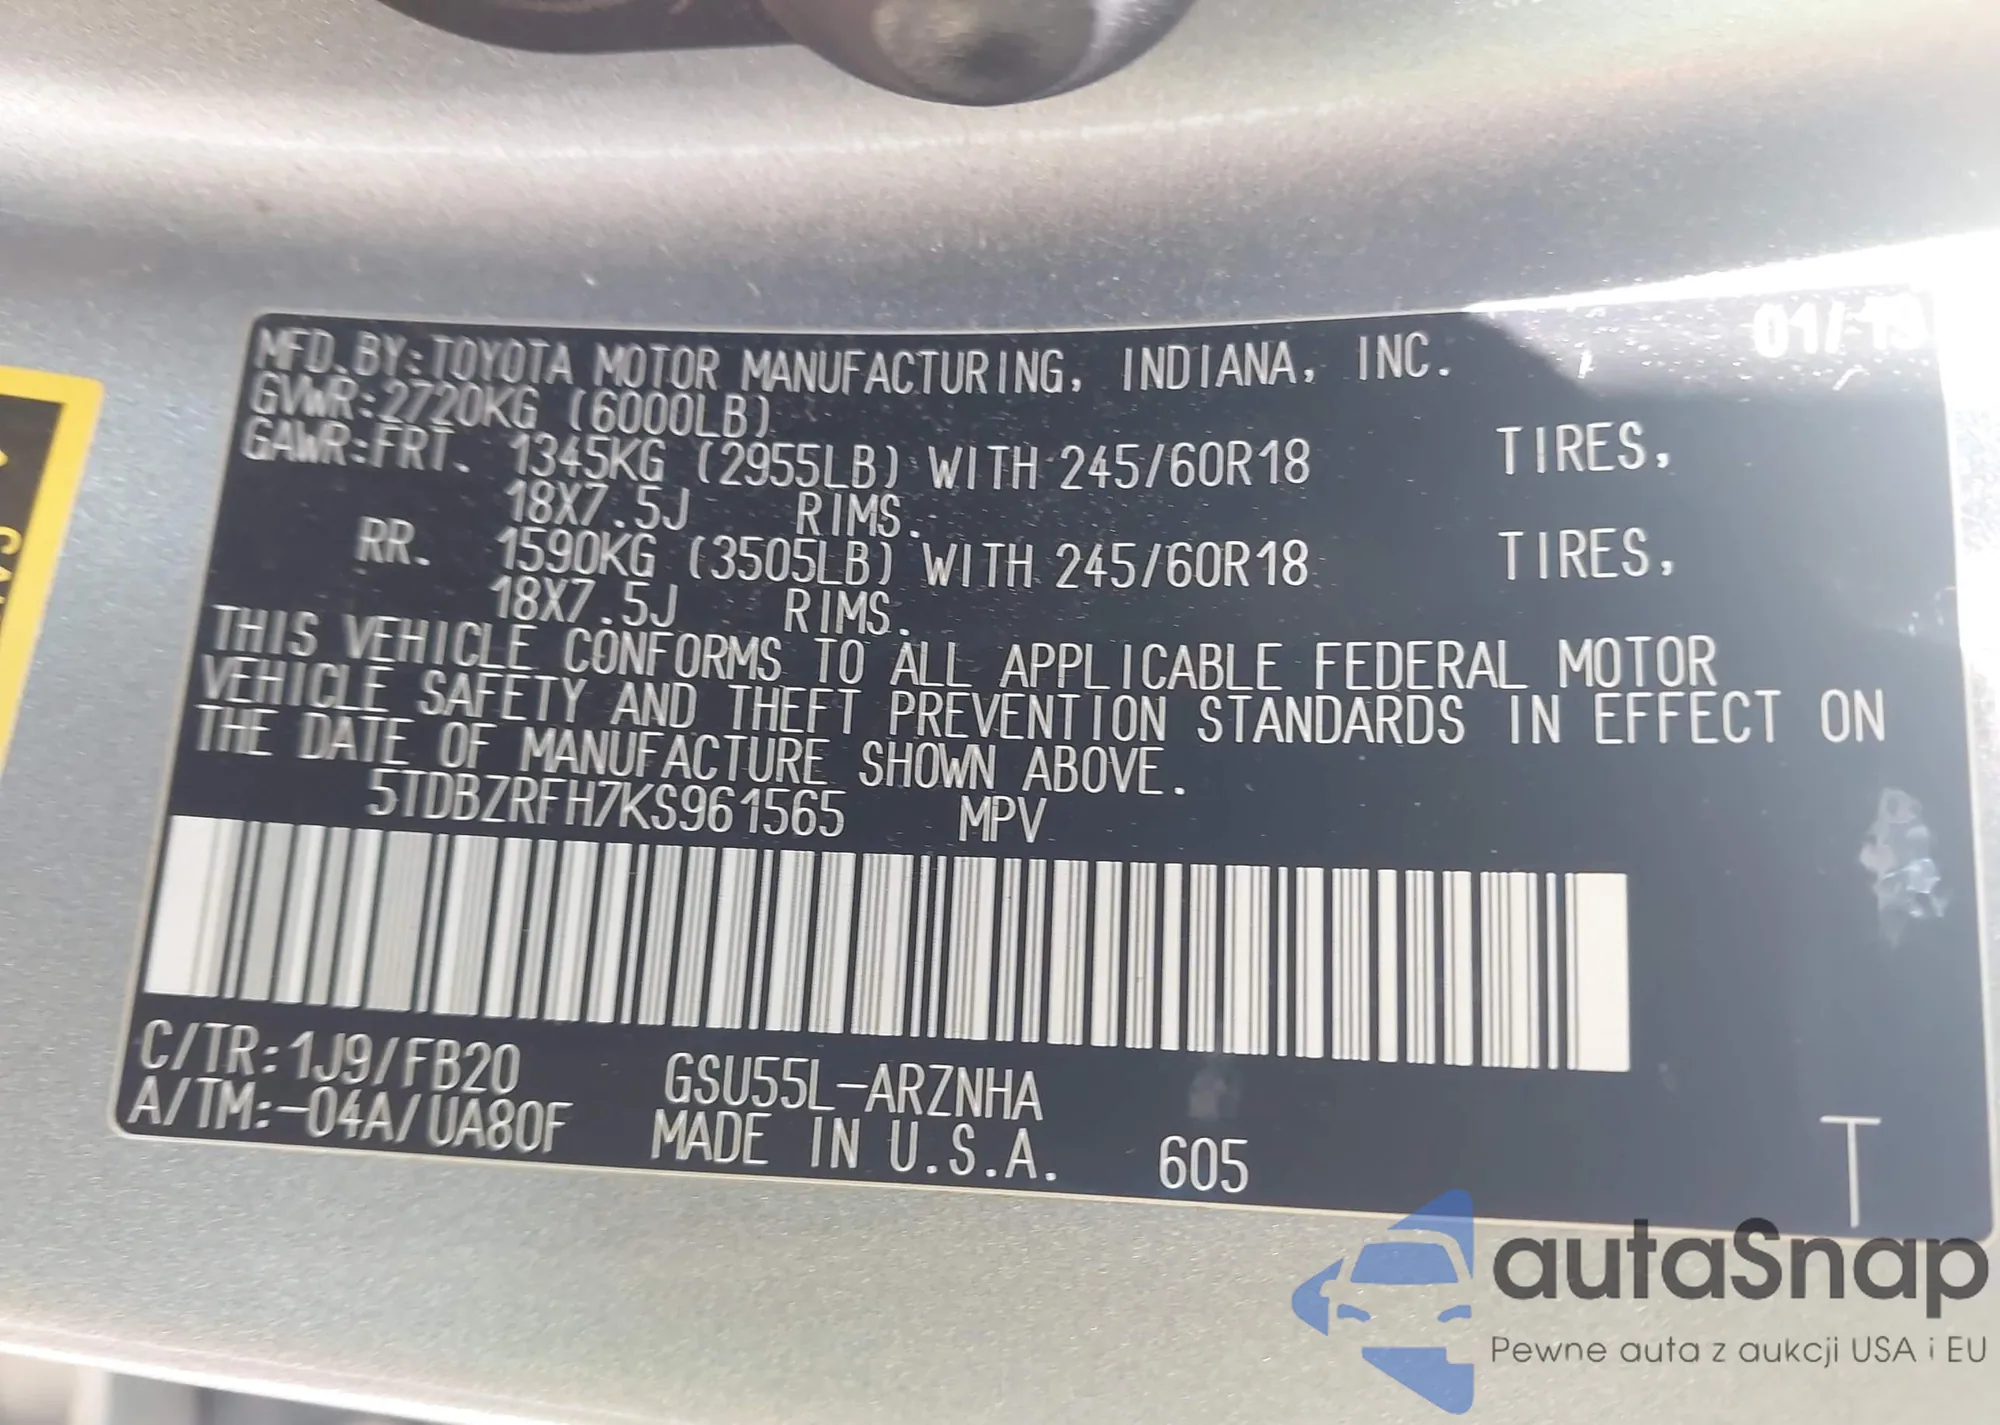 01/19
MFD.BY:TOYOTA MOTOR MANUFACTURING, INDIANA, INC.
GVWR:2720KG (6000LB)
GAWR:FRT. 1345KG (2955LB) WITH 245/60R18 TIRES,
18X7.5J RIMS.
RR. 1590KG (3505LB) WITH 245/60R18 TIRES,
18X7.5J RIMS.
THIS VEHICLE CONFORMS TO ALL APPLICABLE FEDERAL MOTOR
VEHICLE SAFETY AND THEFT PREVENTION STANDARDS IN EFFECT ON
THE DATE OF MANUFACTURE SHOWN ABOVE.
5TDBZRFH7KS961565 MPV
C/TR:1J9/FB20 GSU55L-ARZNHA
A/TM:-04A/UA80F MADE IN U.S.A. 605
T
autaSnap
Pewne auta z aukcji USA i EU